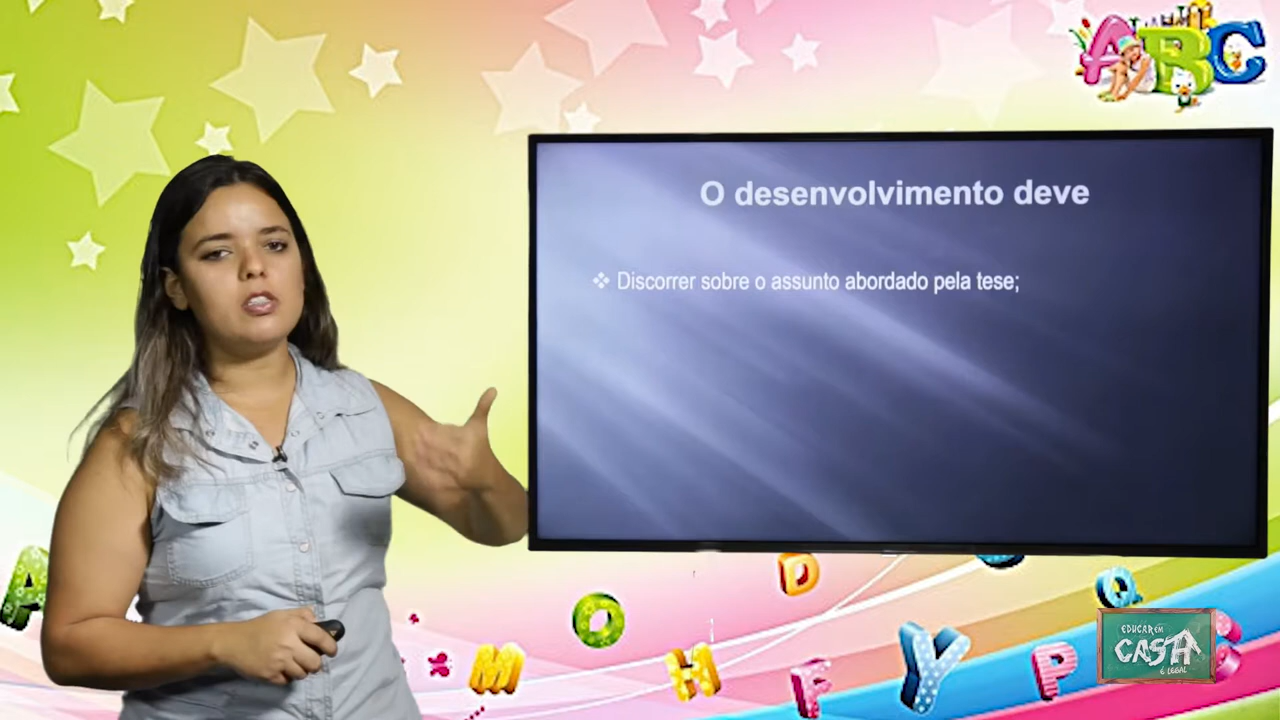 ABC
O desenvolvimento deve
❖ Discorrer sobre o assunto abordado pela tese;
A
D
O
Q
M
H
F
Y
P
EDUCAR EM
CASA
É LEGAL